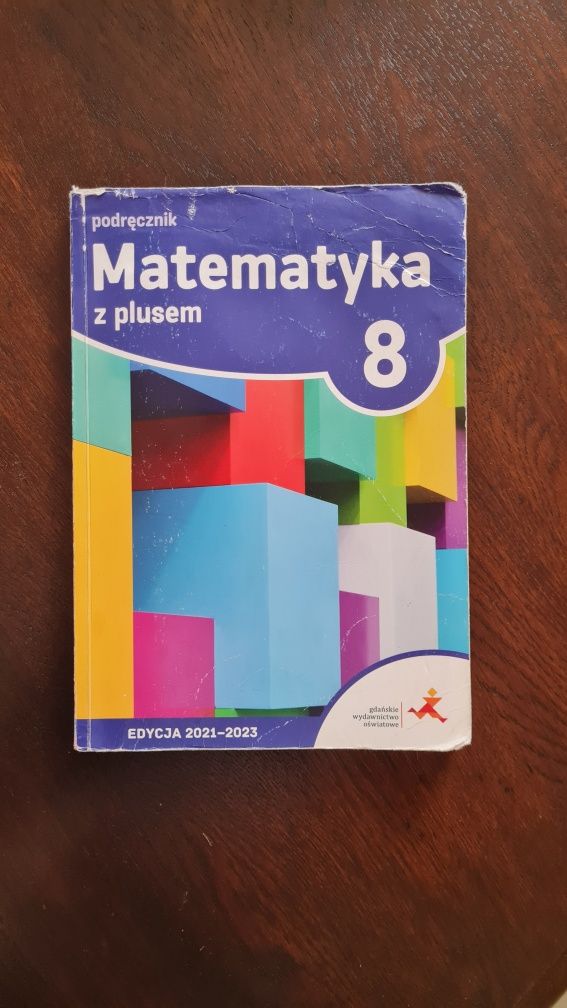 podręcznik
Matematyka
z plusem
8
EDYCJA 2021–2023
gdańskie
wydawnictwo
oświatowe